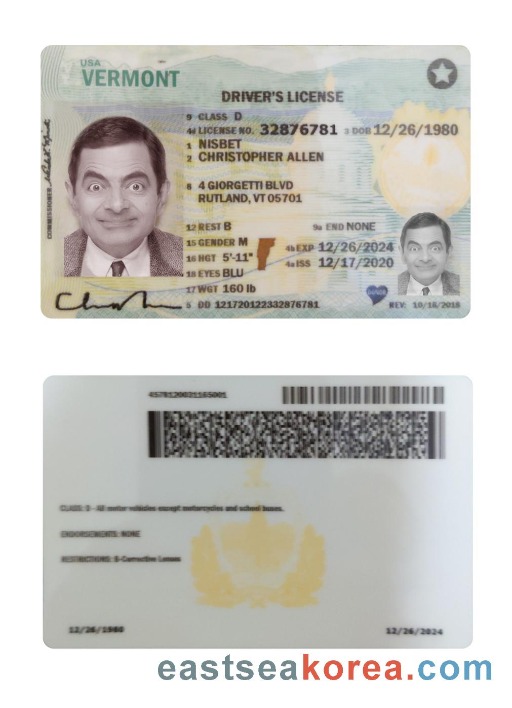 USA
VERMONT
DRIVER'S LICENSE
9 CLASS D
4d LICENSE NO. 32876781 3 DOB 12/26/1980
1 NISBET
2 CHRISTOPHER ALLEN
8 4 GIORGETTI BLVD
RUTLAND, VT 05701
12 REST B 9a END NONE
15 GENDER M 4b EXP 12/26/2024
16 HGT 5'-11" 4a ISS 12/17/2020
18 EYES BLU
17 WGT 160 lb
5 DD 121720122332876781 REV: 10/16/2018
COMMISSIONER
4578120021165001
CLASS: D - All motor vehicles except motorcycles and school buses.
ENDORSEMENTS: NONE
RESTRICTIONS: B-Corrective Lenses
12/26/1980 12/26/2024
eastseakorea.com